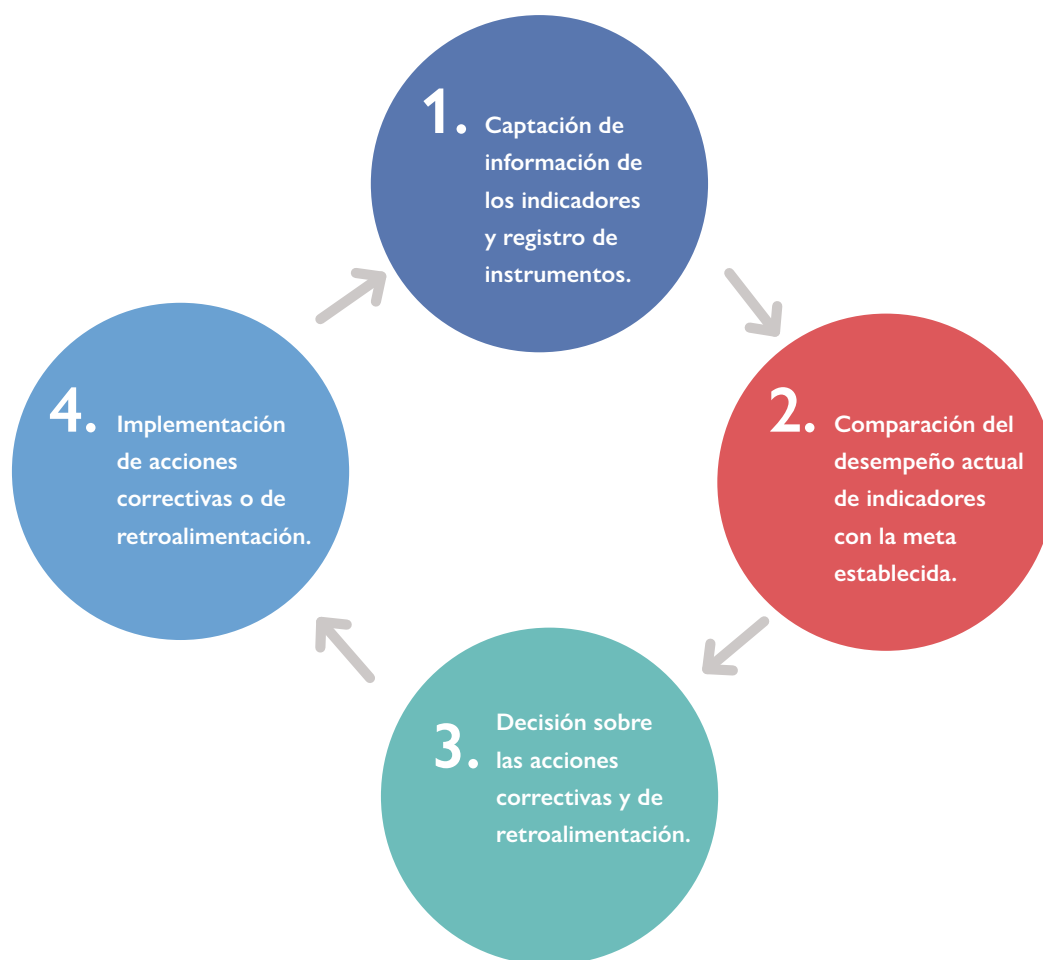 1. Captación de
información de
los indicadores
y registro de
instrumentos.
2. Comparación del
desempeño actual
de indicadores
con la meta
establecida.
3. Decisión sobre
las acciones
correctivas y de
retroalimentación.
4. Implementación
de acciones
correctivas o de
retroalimentación.